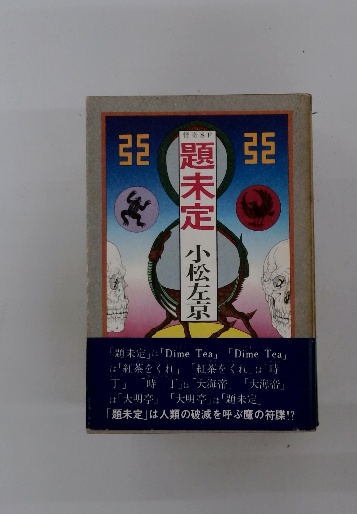 怪奇SF
題未定
小松左京
「題未定」は「Dime Tea」「Dime Tea」
は「紅茶をくれ」「紅茶をくれ」は「時
丁」「時 丁」は「大海帝」「大海帝」
は「大明亭」「大明亭」は「題未定」
「題未定」は人類の破滅を呼ぶ魔の符牒!?